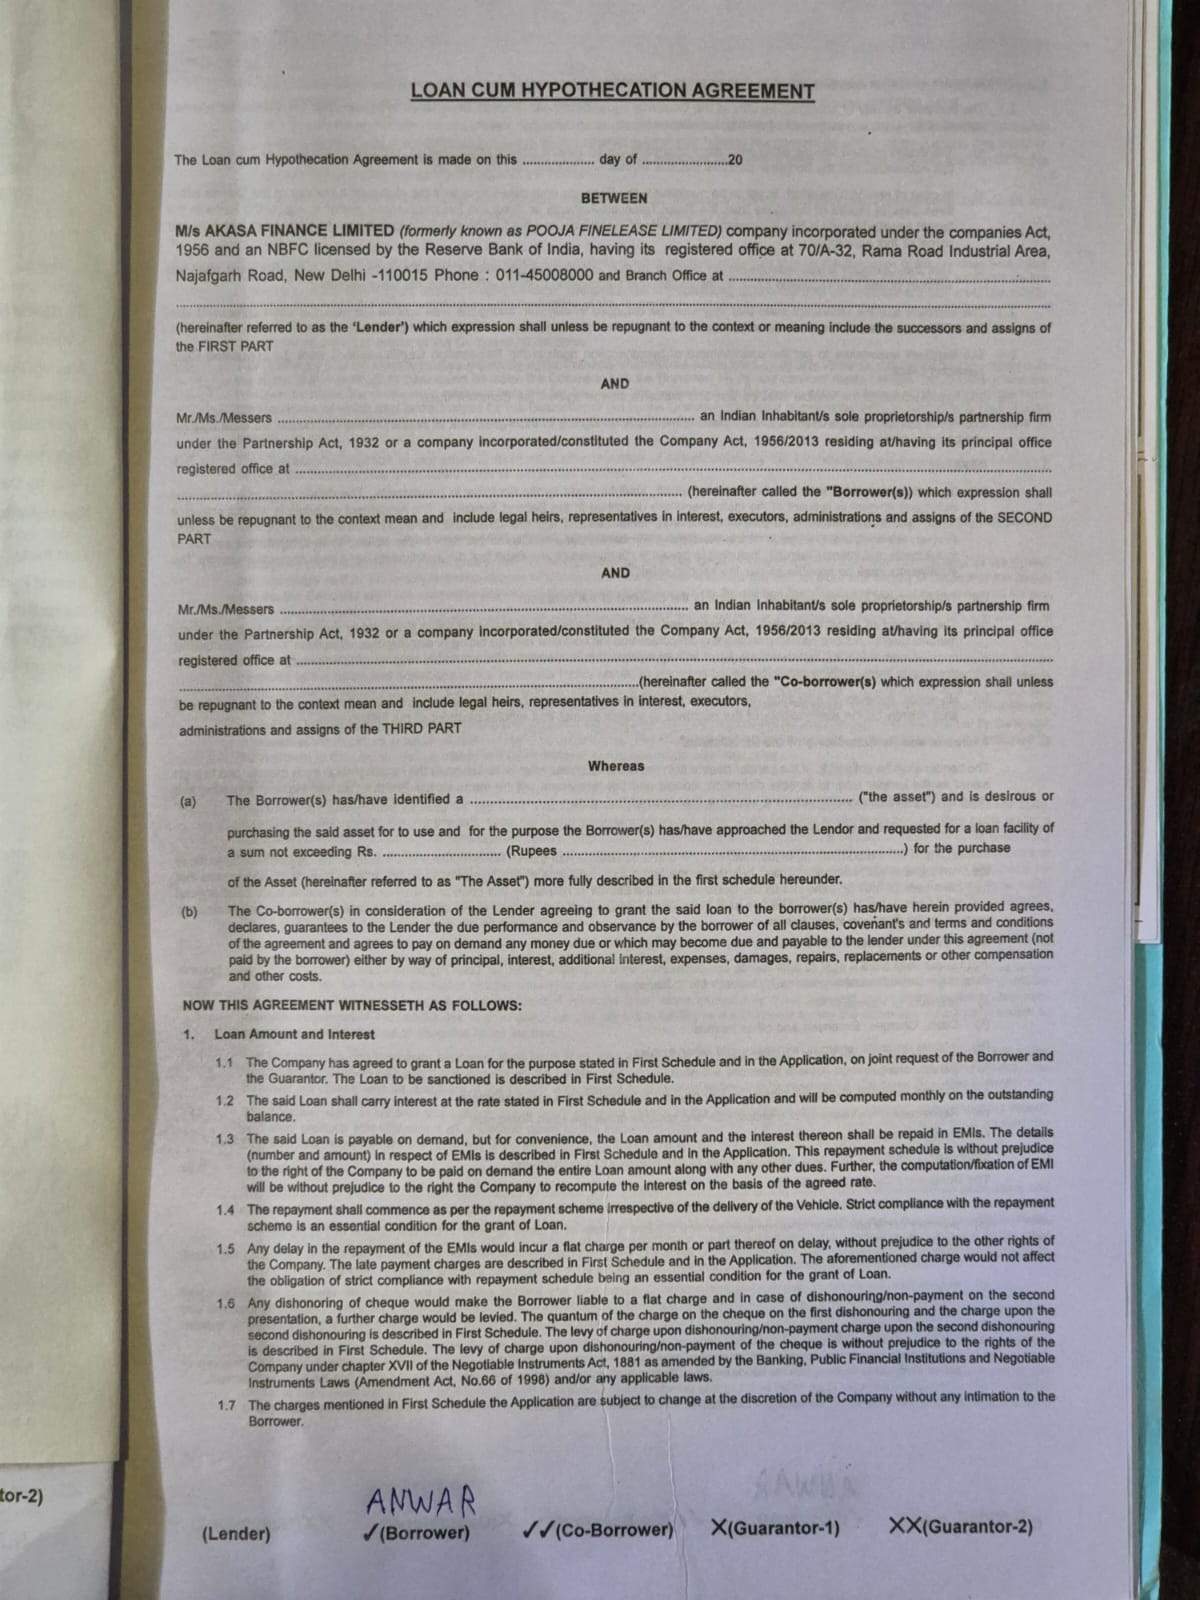 LOAN CUM HYPOTHECATION AGREEMENT
The Loan cum Hypothecation Agreement is made on this ................... day of .......................20
BETWEEN
M/s AKASA FINANCE LIMITED (formerly known as POOJA FINELEASE LIMITED) company incorporated under the companies Act,
1956 and an NBFC licensed by the Reserve Bank of India, having its registered office at 70/A-32, Rama Road Industrial Area,
Najafgarh Road, New Delhi -110015 Phone : 011-45008000 and Branch Office at ........................................
........................................
(hereinafter referred to as the 'Lender') which expression shall unless be repugnant to the context or meaning include the successors and assigns of
the FIRST PART
AND
Mr./Ms./Messers ........................................ an Indian Inhabitant/s sole proprietorship/s partnership firm
under the Partnership Act, 1932 or a company incorporated/constituted the Company Act, 1956/2013 residing at/having its principal office
registered office at ........................................
........................................ (hereinafter called the "Borrower(s)) which expression shall
unless be repugnant to the context mean and include legal heirs, representatives in interest, executors, administrations and assigns of the SECOND
PART
AND
Mr./Ms./Messers ........................................ an Indian Inhabitant/s sole proprietorship/s partnership firm
under the Partnership Act, 1932 or a company incorporated/constituted the Company Act, 1956/2013 residing at/having its principal office
registered office at ........................................
........................................(hereinafter called the "Co-borrower(s) which expression shall unless
be repugnant to the context mean and include legal heirs, representatives in interest, executors,
administrations and assigns of the THIRD PART
Whereas
(a) The Borrower(s) has/have identified a ........................................ ("the asset") and is desirous or
purchasing the said asset for to use and for the purpose the Borrower(s) has/have approached the Lendor and requested for a loan facility of
a sum not exceeding Rs. ............................... (Rupees ........................................) for the purchase
of the Asset (hereinafter referred to as "The Asset") more fully described in the first schedule hereunder.
(b) The Co-borrower(s) in consideration of the Lender agreeing to grant the said loan to the borrower(s) has/have herein provided agrees,
declares, guarantees to the Lender the due performance and observance by the borrower of all clauses, covenant's and terms and conditions
of the agreement and agrees to pay on demand any money due or which may become due and payable to the lender under this agreement (not
paid by the borrower) either by way of principal, interest, additional interest, expenses, damages, repairs, replacements or other compensation
and other costs.
NOW THIS AGREEMENT WITNESSETH AS FOLLOWS:
1. Loan Amount and Interest
1.1 The Company has agreed to grant a Loan for the purpose stated in First Schedule and in the Application, on joint request of the Borrower and
the Guarantor. The Loan to be sanctioned is described in First Schedule.
1.2 The said Loan shall carry interest at the rate stated in First Schedule and in the Application and will be computed monthly on the outstanding
balance.
1.3 The said Loan is payable on demand, but for convenience, the Loan amount and the interest thereon shall be repaid in EMIs. The details
(number and amount) in respect of EMIs is described in First Schedule and in the Application. This repayment schedule is without prejudice
to the right of the Company to be paid on demand the entire Loan amount along with any other dues. Further, the computation/fixation of EMI
will be without prejudice to the right the Company to recompute the interest on the basis of the agreed rate.
1.4 The repayment shall commence as per the repayment scheme irrespective of the delivery of the Vehicle. Strict compliance with the repayment
scheme is an essential condition for the grant of Loan.
1.5 Any delay in the repayment of the EMIs would incur a flat charge per month or part thereof on delay, without prejudice to the other rights of
the Company. The late payment charges are described in First Schedule and in the Application. The aforementioned charge would not affect
the obligation of strict compliance with repayment schedule being an essential condition for the grant of Loan.
1.6 Any dishonoring of cheque would make the Borrower liable to a flat charge and in case of dishonouring/non-payment on the second
presentation, a further charge would be levied. The quantum of the charge on the cheque on the first dishonouring and the charge upon the
second dishonouring is described in First Schedule. The levy of charge upon dishonouring/non-payment charge upon the second dishonouring
is described in First Schedule. The levy of charge upon dishonouring/non-payment of the cheque is without prejudice to the rights of the
Company under chapter XVII of the Negotiable Instruments Act, 1881 as amended by the Banking, Public Financial Institutions and Negotiable
Instruments Laws (Amendment Act, No.66 of 1998) and/or any applicable laws.
1.7 The charges mentioned in First Schedule the Application are subject to change at the discretion of the Company without any intimation to the
Borrower.
tor-2)
ANWAR
(Lender) ✓(Borrower) ✓✓(Co-Borrower) X(Guarantor-1) XX(Guarantor-2)